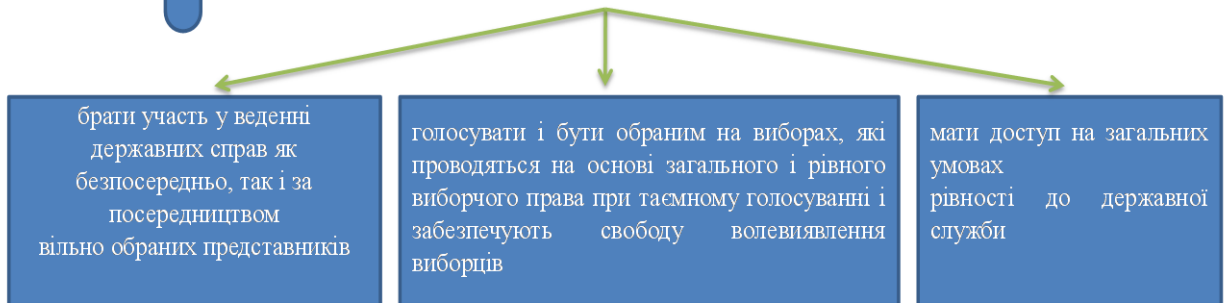 брати участь у веденні
державних справ як
безпосередньо, так і за
посередництвом
вільно обраних представників
голосувати і бути обраним на виборах, які
проводяться на основі загального і рівного
виборчого права при таємному голосуванні і
забезпечують свободу волевиявлення
виборців
мати доступ на загальних
умовах
рівності до державної
служби